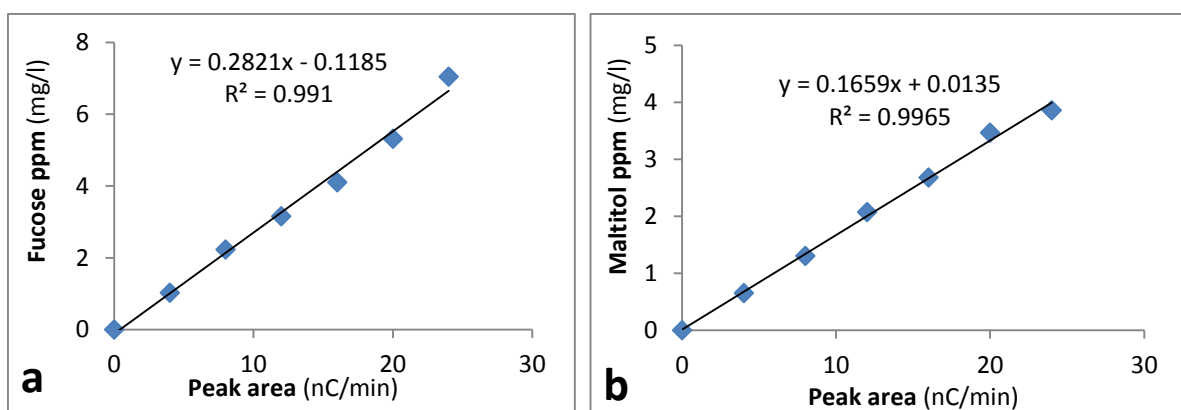 8
6
4
2
0
Fucose ppm (mg/l)
y = 0.2821x - 0.1185
R² = 0.991
0 10 20 30
Peak area (nC/min)
a
5
4
3
2
1
0
Maltitol ppm (mg/l)
y = 0.1659x + 0.0135
R² = 0.9965
0 10 20 30
Peak area (nC/min)
b